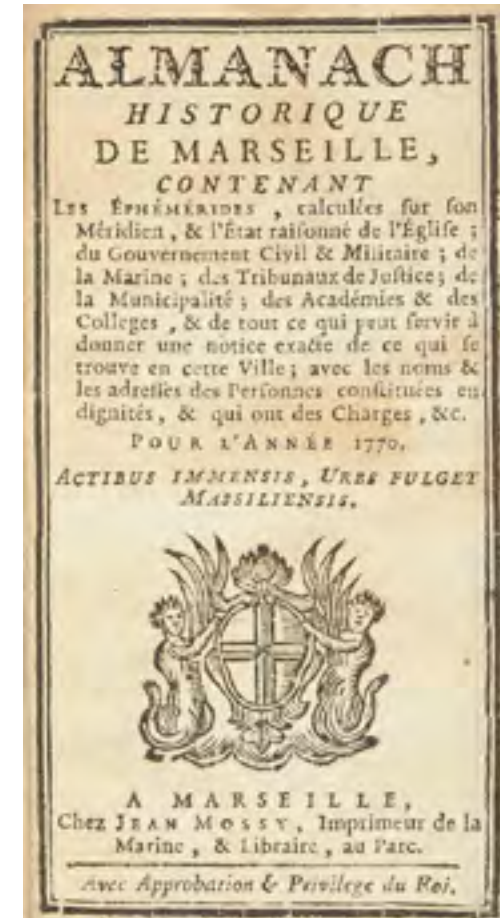 ALMANACH
HISTORIQUE
DE MARSEILLE,
CONTENANT
LES ÉPHÉMÉRIDES, calculées ſur ſon
Méridien, & l'État raiſonné de l'Égliſe ;
du Gouvernement Civil & Militaire ; de
la Marine ; des Tribunaux de Juſtice ; de
la Municipalité ; des Académies & des
Colleges, & de tout ce qui peut ſervir à
donner une notice exacte de ce qui ſe
trouve en cette Ville ; avec les noms &
les adreſſes des Perſonnes conſtituées en
dignités, & qui ont des Charges, &c.
POUR L'ANNÉE 1770.
ACTIBUS IMMENSIS, URBS FULGET
MASSILIENSIS.
A MARSEILLE,
Chez JEAN MOSSY, Imprimeur de la
Marine, & Libraire, au Parc.
Avec Approbation & Privilege du Roi.